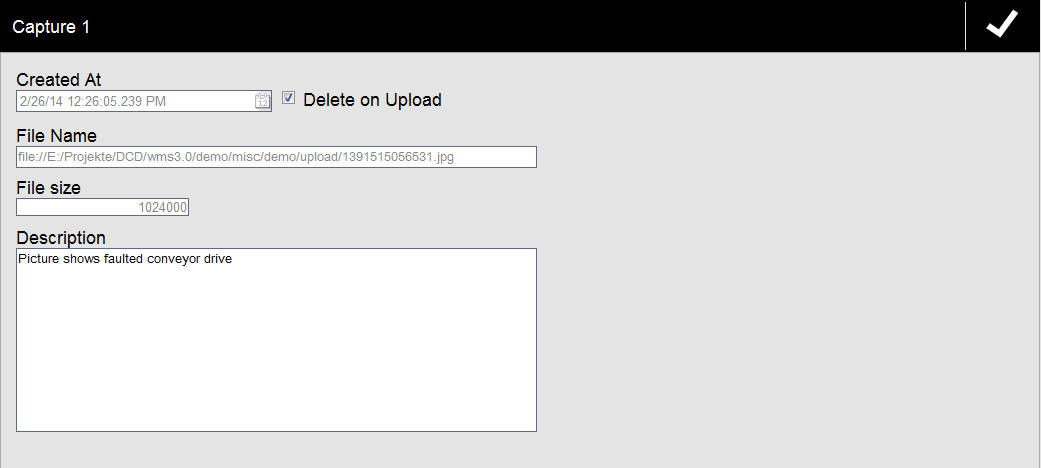 Capture 1
Created At
2/26/14 12:26:05.239 PM
12
Delete on Upload
File Name
file://E:/Projekte/DCD/wms3.0/demo/misc/demo/upload/1391515056531.jpg
File size
1024000
Description
Picture shows faulted conveyor drive